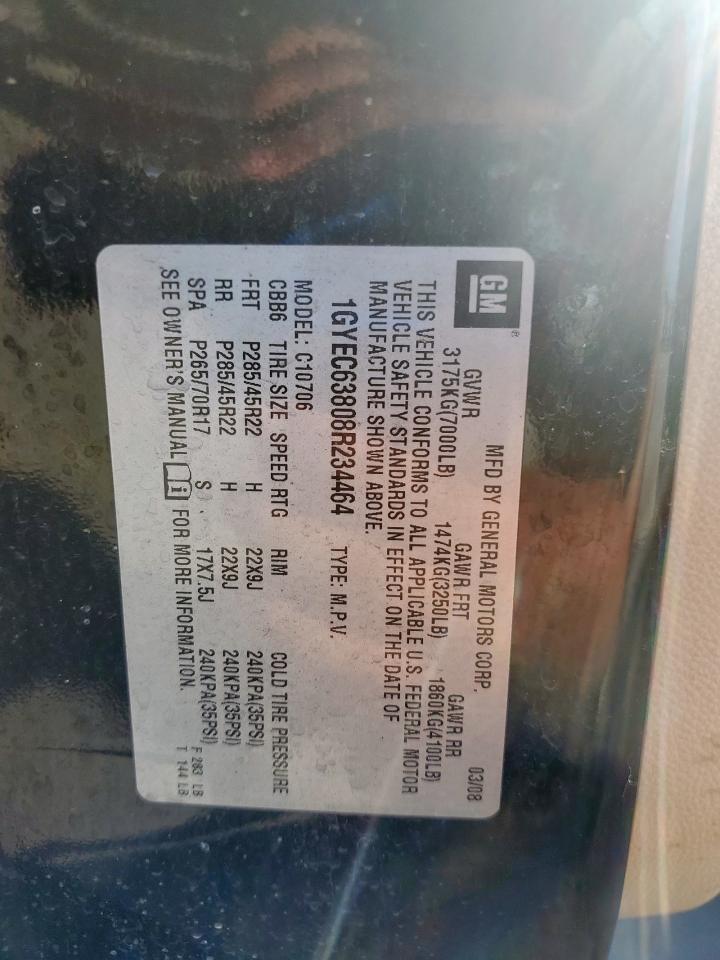 GM®
MFD BY GENERAL MOTORS CORP. 03/08
GVWR GAWR FRT GAWR RR
3175KG(7000LB) 1474KG(3250LB) 1860KG(4100LB)
THIS VEHICLE CONFORMS TO ALL APPLICABLE U.S. FEDERAL MOTOR
VEHICLE SAFETY STANDARDS IN EFFECT ON THE DATE OF
MANUFACTURE SHOWN ABOVE.
1GYEC63808R234464 TYPE: M.P.V.
MODEL: C10706
CBB6 TIRE SIZE SPEED RTG RIM COLD TIRE PRESSURE
FRT P285/45R22 H 22X9J 240KPA(35PSI)
RR P285/45R22 H 22X9J 240KPA(35PSI)
SPA P265/70R17 S 17X7.5J 240KPA(35PSI) F 283 LB
SEE OWNER'S MANUAL i FOR MORE INFORMATION. T 144 LB